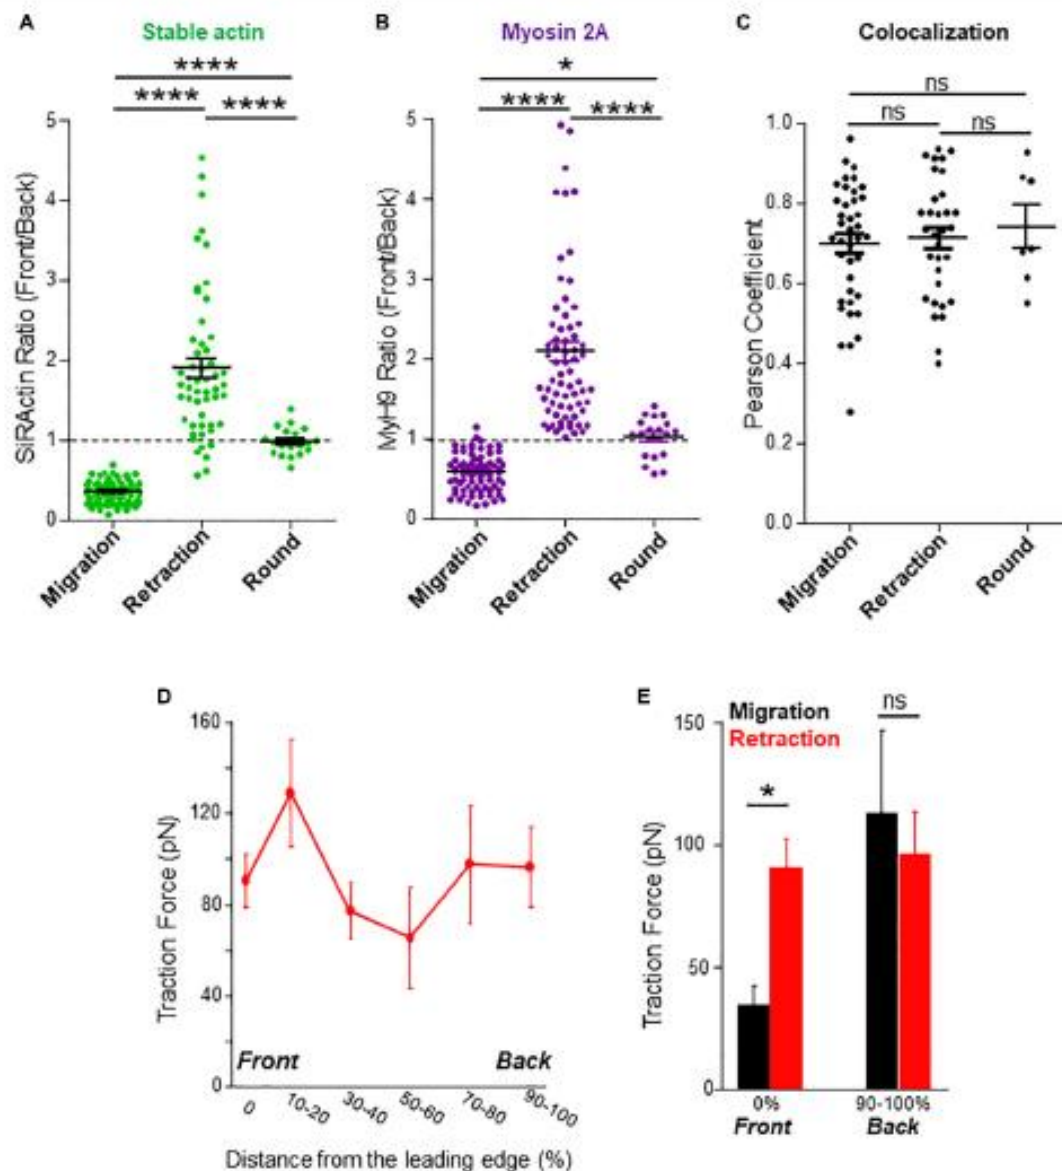 A
Stable actin
****
****
****
SiRActin Ratio (Front/Back)
5
4
3
2
1
0
Migration
Retraction
Round
B
Myosin 2A
*
****
****
MyH9 Ratio (Front/Back)
5
4
3
2
1
0
Migration
Retraction
Round
C
Colocalization
ns
ns
ns
Pearson Coefficient
1.0
0.8
0.6
0.4
0.2
0.0
Migration
Retraction
Round
D
Traction Force (pN)
160
120
80
40
0
Front
Back
0
10-20
30-40
50-60
70-80
90-100
Distance from the leading edge (%)
E
Migration
Retraction
ns
*
Traction Force (pN)
150
100
50
0
0%
90-100%
Front
Back